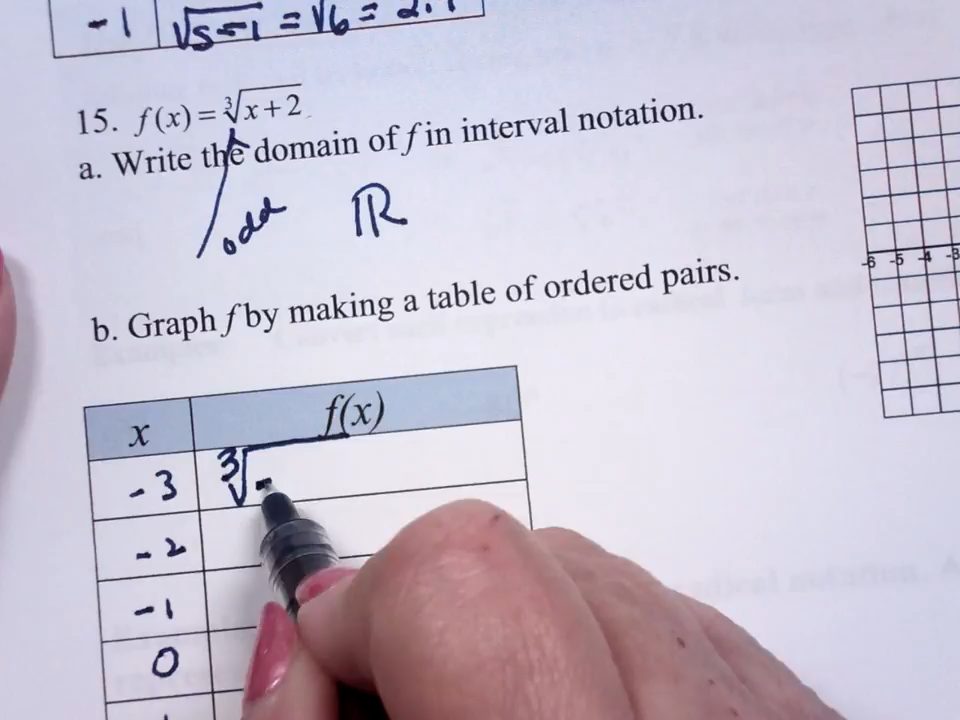 -1 √5-1 = √6 = 2.
15. f(x) = ∛x+2
a. Write the domain of f in interval notation.
odd ℝ
-6 -5 -4 -3
b. Graph f by making a table of ordered pairs.
x f(x)
-3 ∛-
-2
-1
0